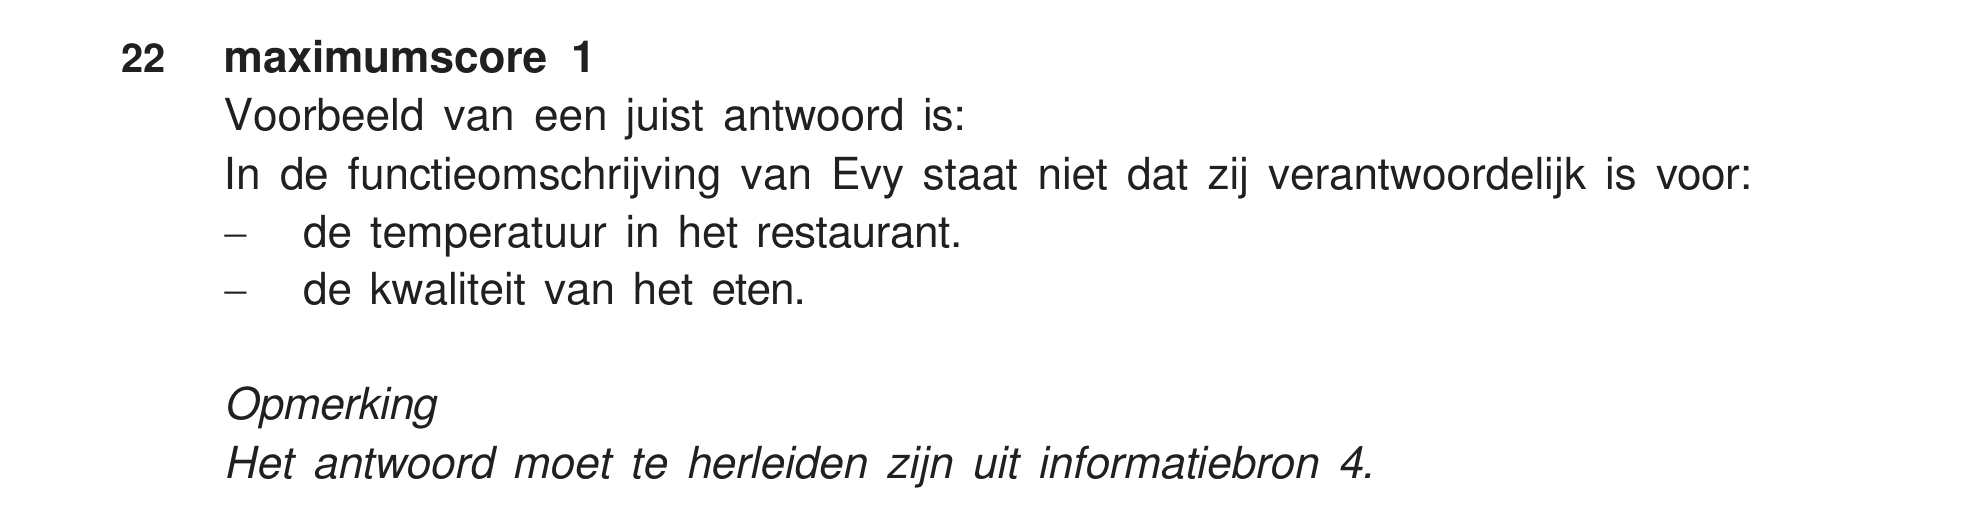 22 maximumscore 1
Voorbeeld van een juist antwoord is:
In de functieomschrijving van Evy staat niet dat zij verantwoordelijk is voor:
– de temperatuur in het restaurant.
– de kwaliteit van het eten.
Opmerking
Het antwoord moet te herleiden zijn uit informatiebron 4.